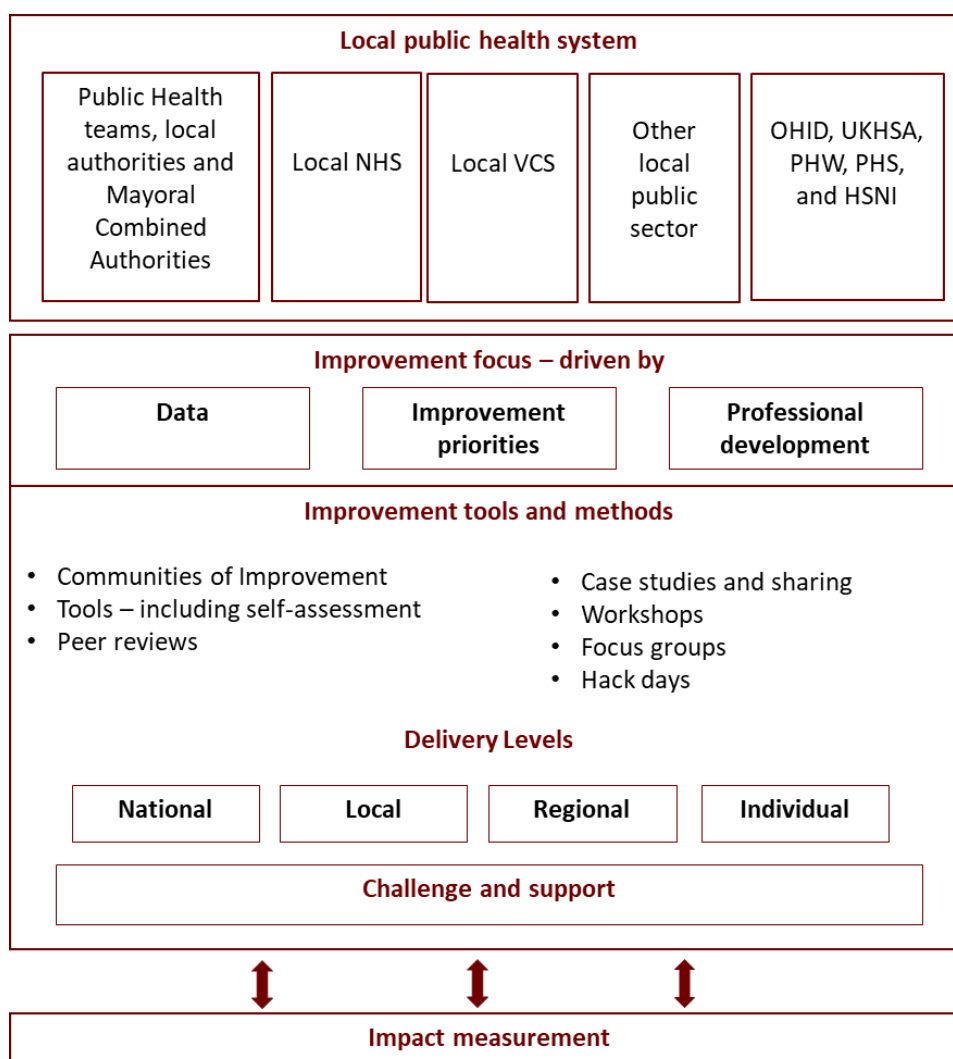 Local public health system
Public Health
teams, local
authorities and
Mayoral
Combined
Authorities
Local NHS
Local VCS
Other
local
public
sector
OHID, UKHSA,
PHW, PHS,
and HSNI
Improvement focus – driven by
Data
Improvement
priorities
Professional
development
Improvement tools and methods
• Communities of Improvement
• Tools – including self-assessment
• Peer reviews
• Case studies and sharing
• Workshops
• Focus groups
• Hack days
Delivery Levels
National
Local
Regional
Individual
Challenge and support
Impact measurement